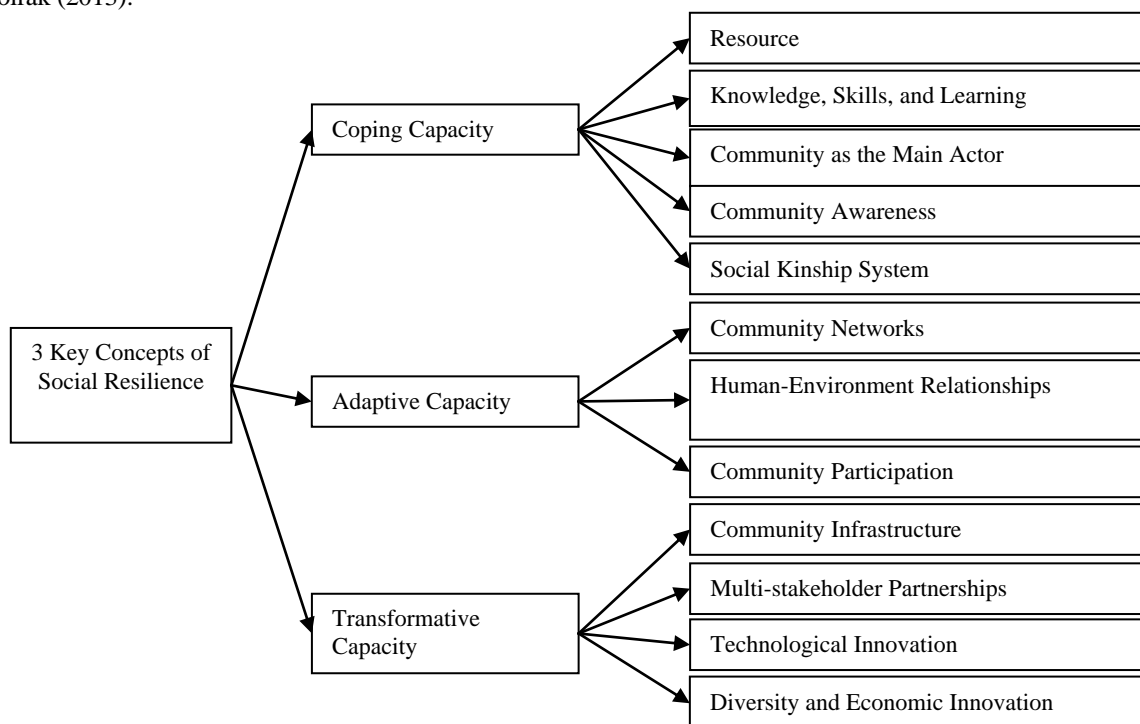 (2013).
Resource
Knowledge, Skills, and Learning
Coping Capacity
Community as the Main Actor
Community Awareness
Social Kinship System
Community Networks
3 Key Concepts of
Social Resilience
Human-Environment Relationships
Adaptive Capacity
Community Participation
Community Infrastructure
Multi-stakeholder Partnerships
Transformative
Capacity
Technological Innovation
Diversity and Economic Innovation